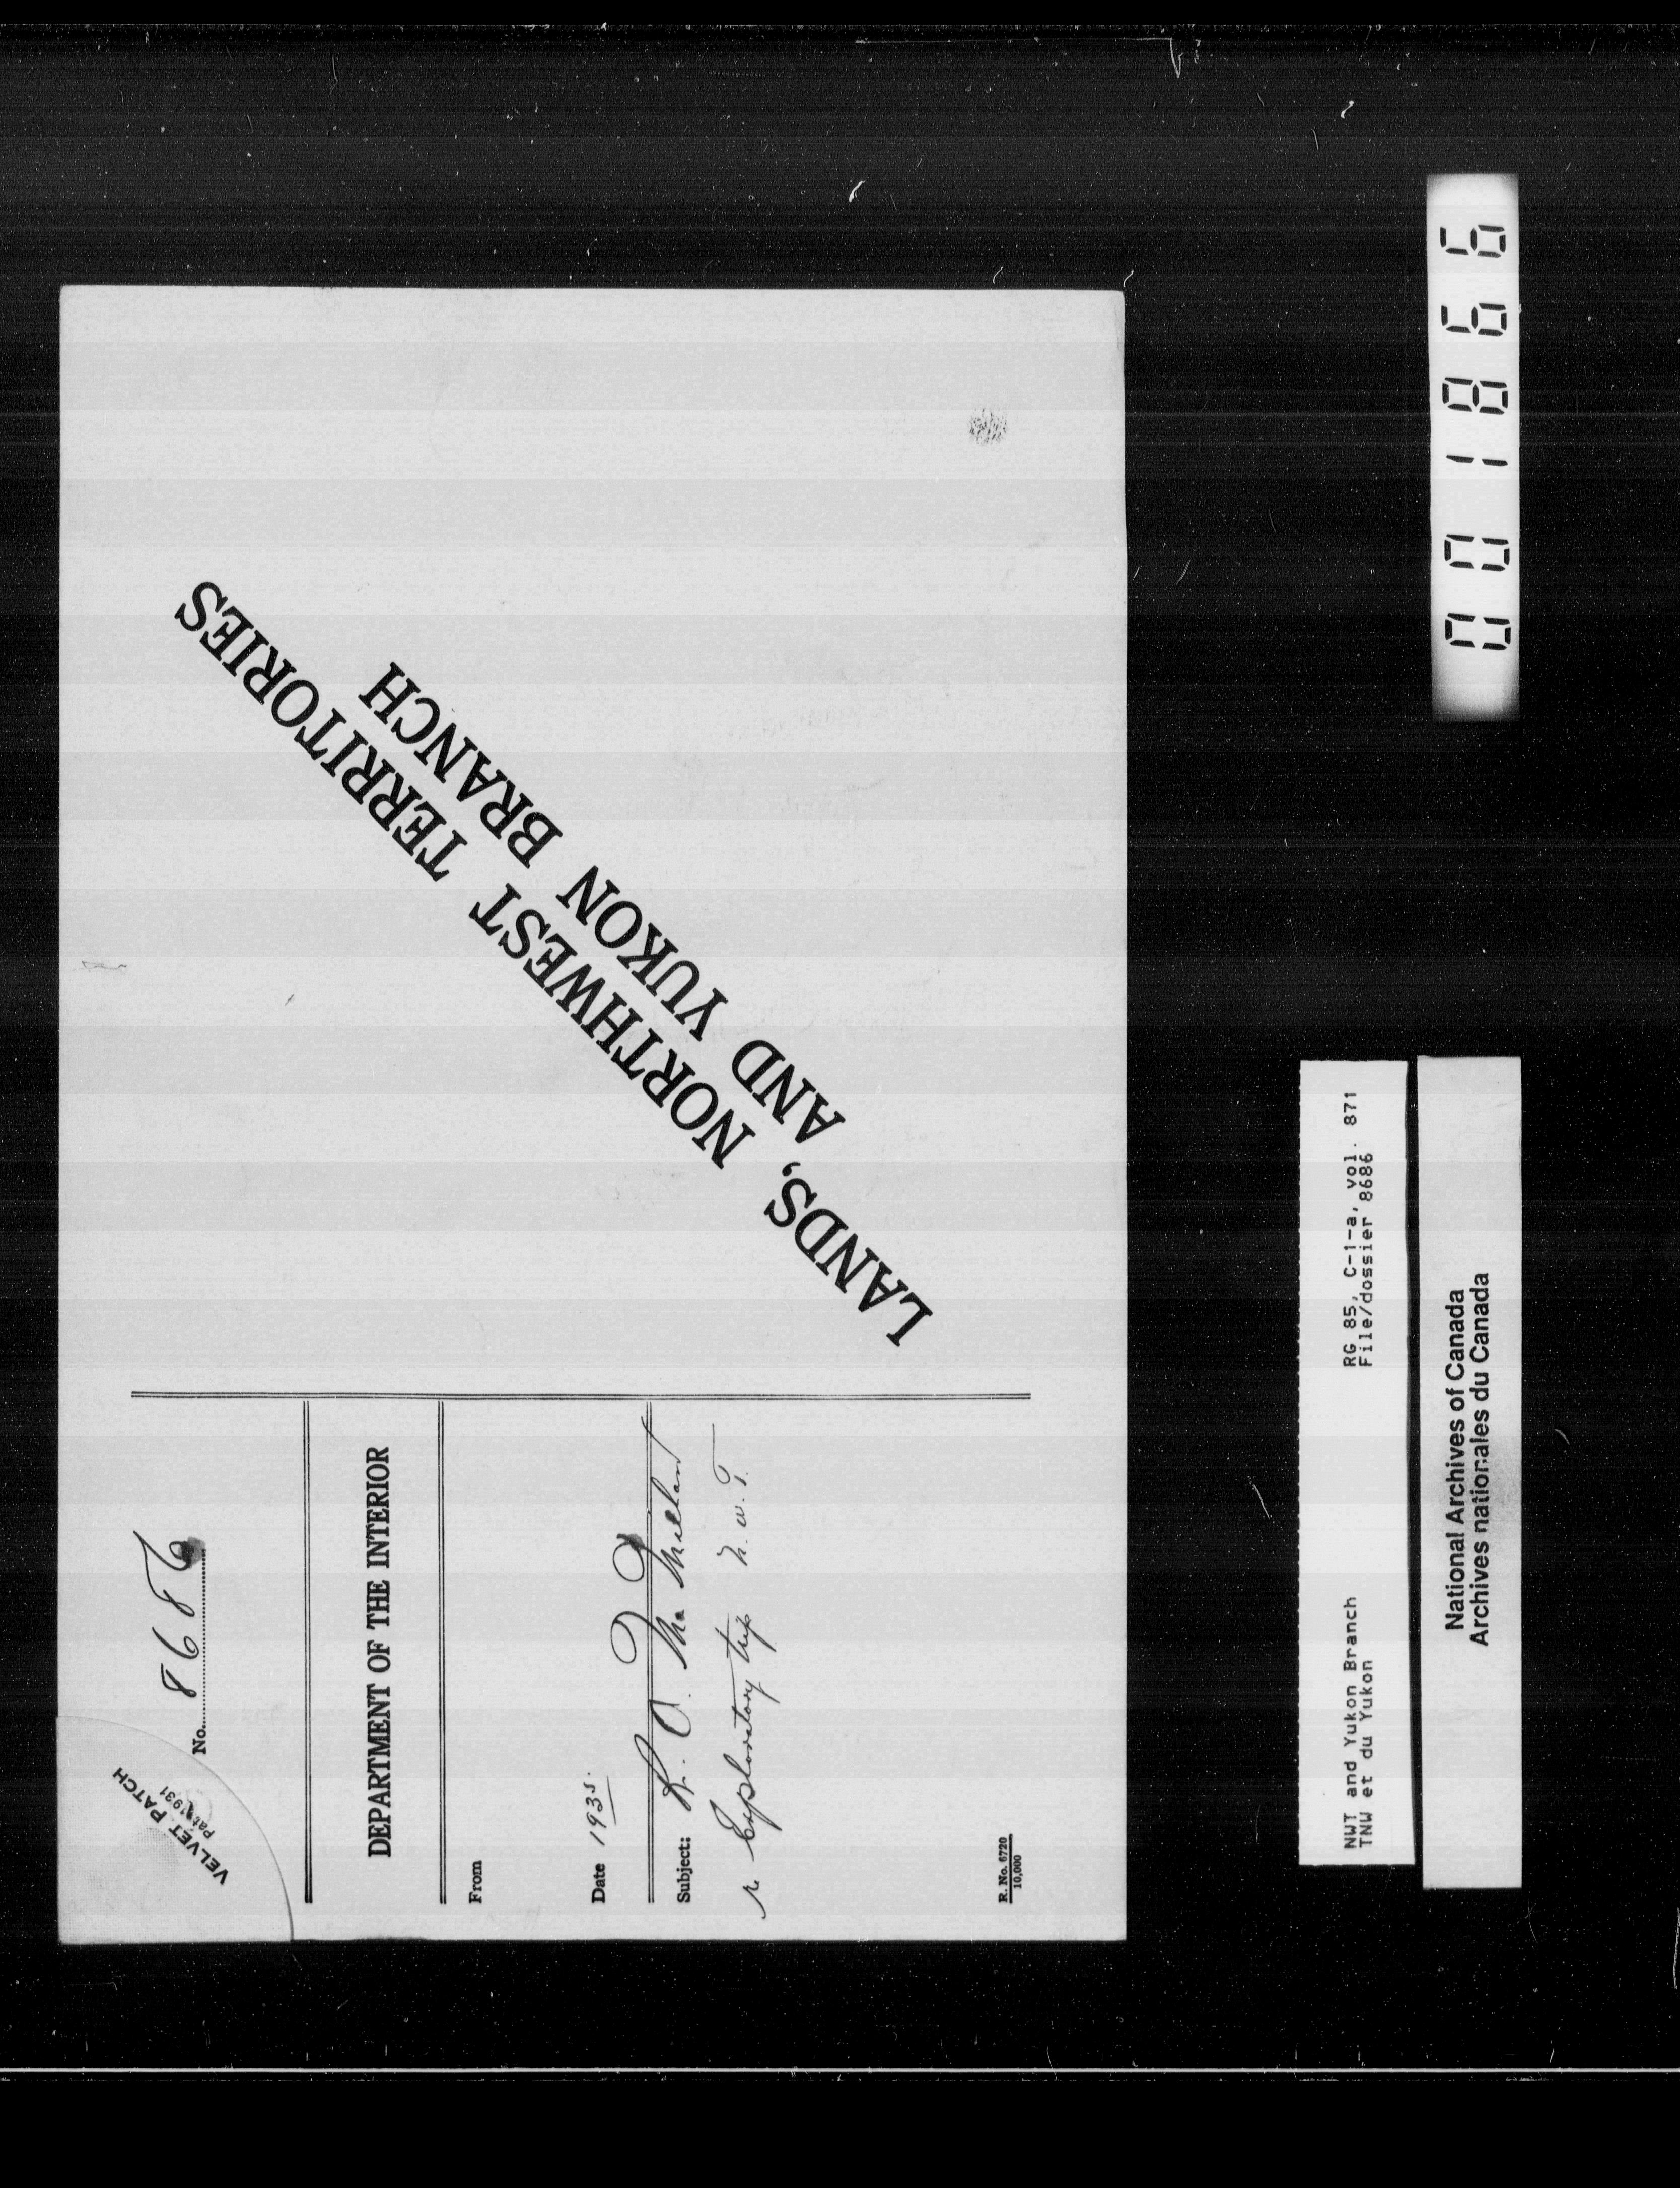 VELVET PATCH
Pat. 1931
No. 8686
DEPARTMENT OF THE INTERIOR
From
Date 1935.
Subject: R. A. McMillan
re Exploratory trip N.W.T.
R. No. 6720
10,000
LANDS, NORTHWEST TERRITORIES
AND YUKON BRANCH
NWT and Yukon Branch RG 85, C-1-a, vol. 871
TNW et du Yukon File/dossier 8686
National Archives of Canada
Archives nationales du Canada
001866